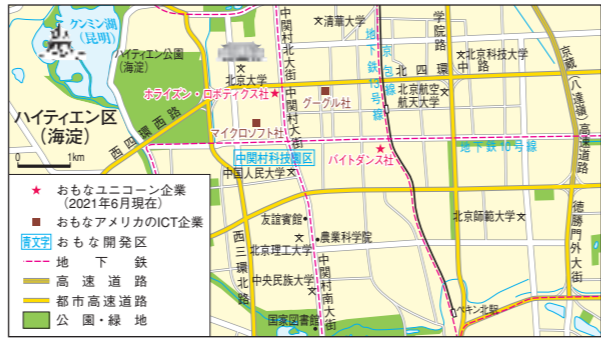 クンミン湖
(昆明)
ハイティエン公園
(海淀)
清華大学
北京大学
中関村北大街
地下鉄13号線
京包線
学院路
北京科技大学
北四環中路
北京航空
航天大学
京蔵(八達嶺)高速道路
ホライズン・ロボティクス社
グーグル社
マイクロソフト社
ハイティエン区
(海淀)
西四環西路
0 1km
地下鉄10号線
中関村科技園区
バイトダンス社
中国人民大学
おもなユニコーン企業
(2021年6月現在)
おもなアメリカのICT企業
青文字 おもな開発区
地下鉄
高速道路
都市高速道路
公園・緑地
友誼賓館
農業科学院
北京理工大学
中央民族大学
国家図書館
西三環北路
中関村南大街
北京師範大学
徳勝門外大街
ペキン北駅